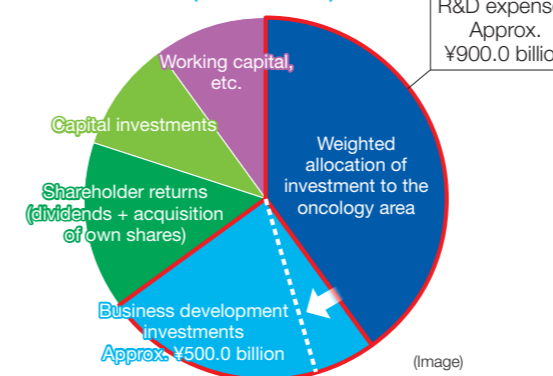 R&D expense
Approx.
¥900.0 billio
Working capital,
etc.
Capital investments
Weighted
allocation of
investment to the
oncology area
Shareholder returns
(dividends + acquisition
of own shares)
Business development
investments
Approx. ¥500.0 billion
(Image)